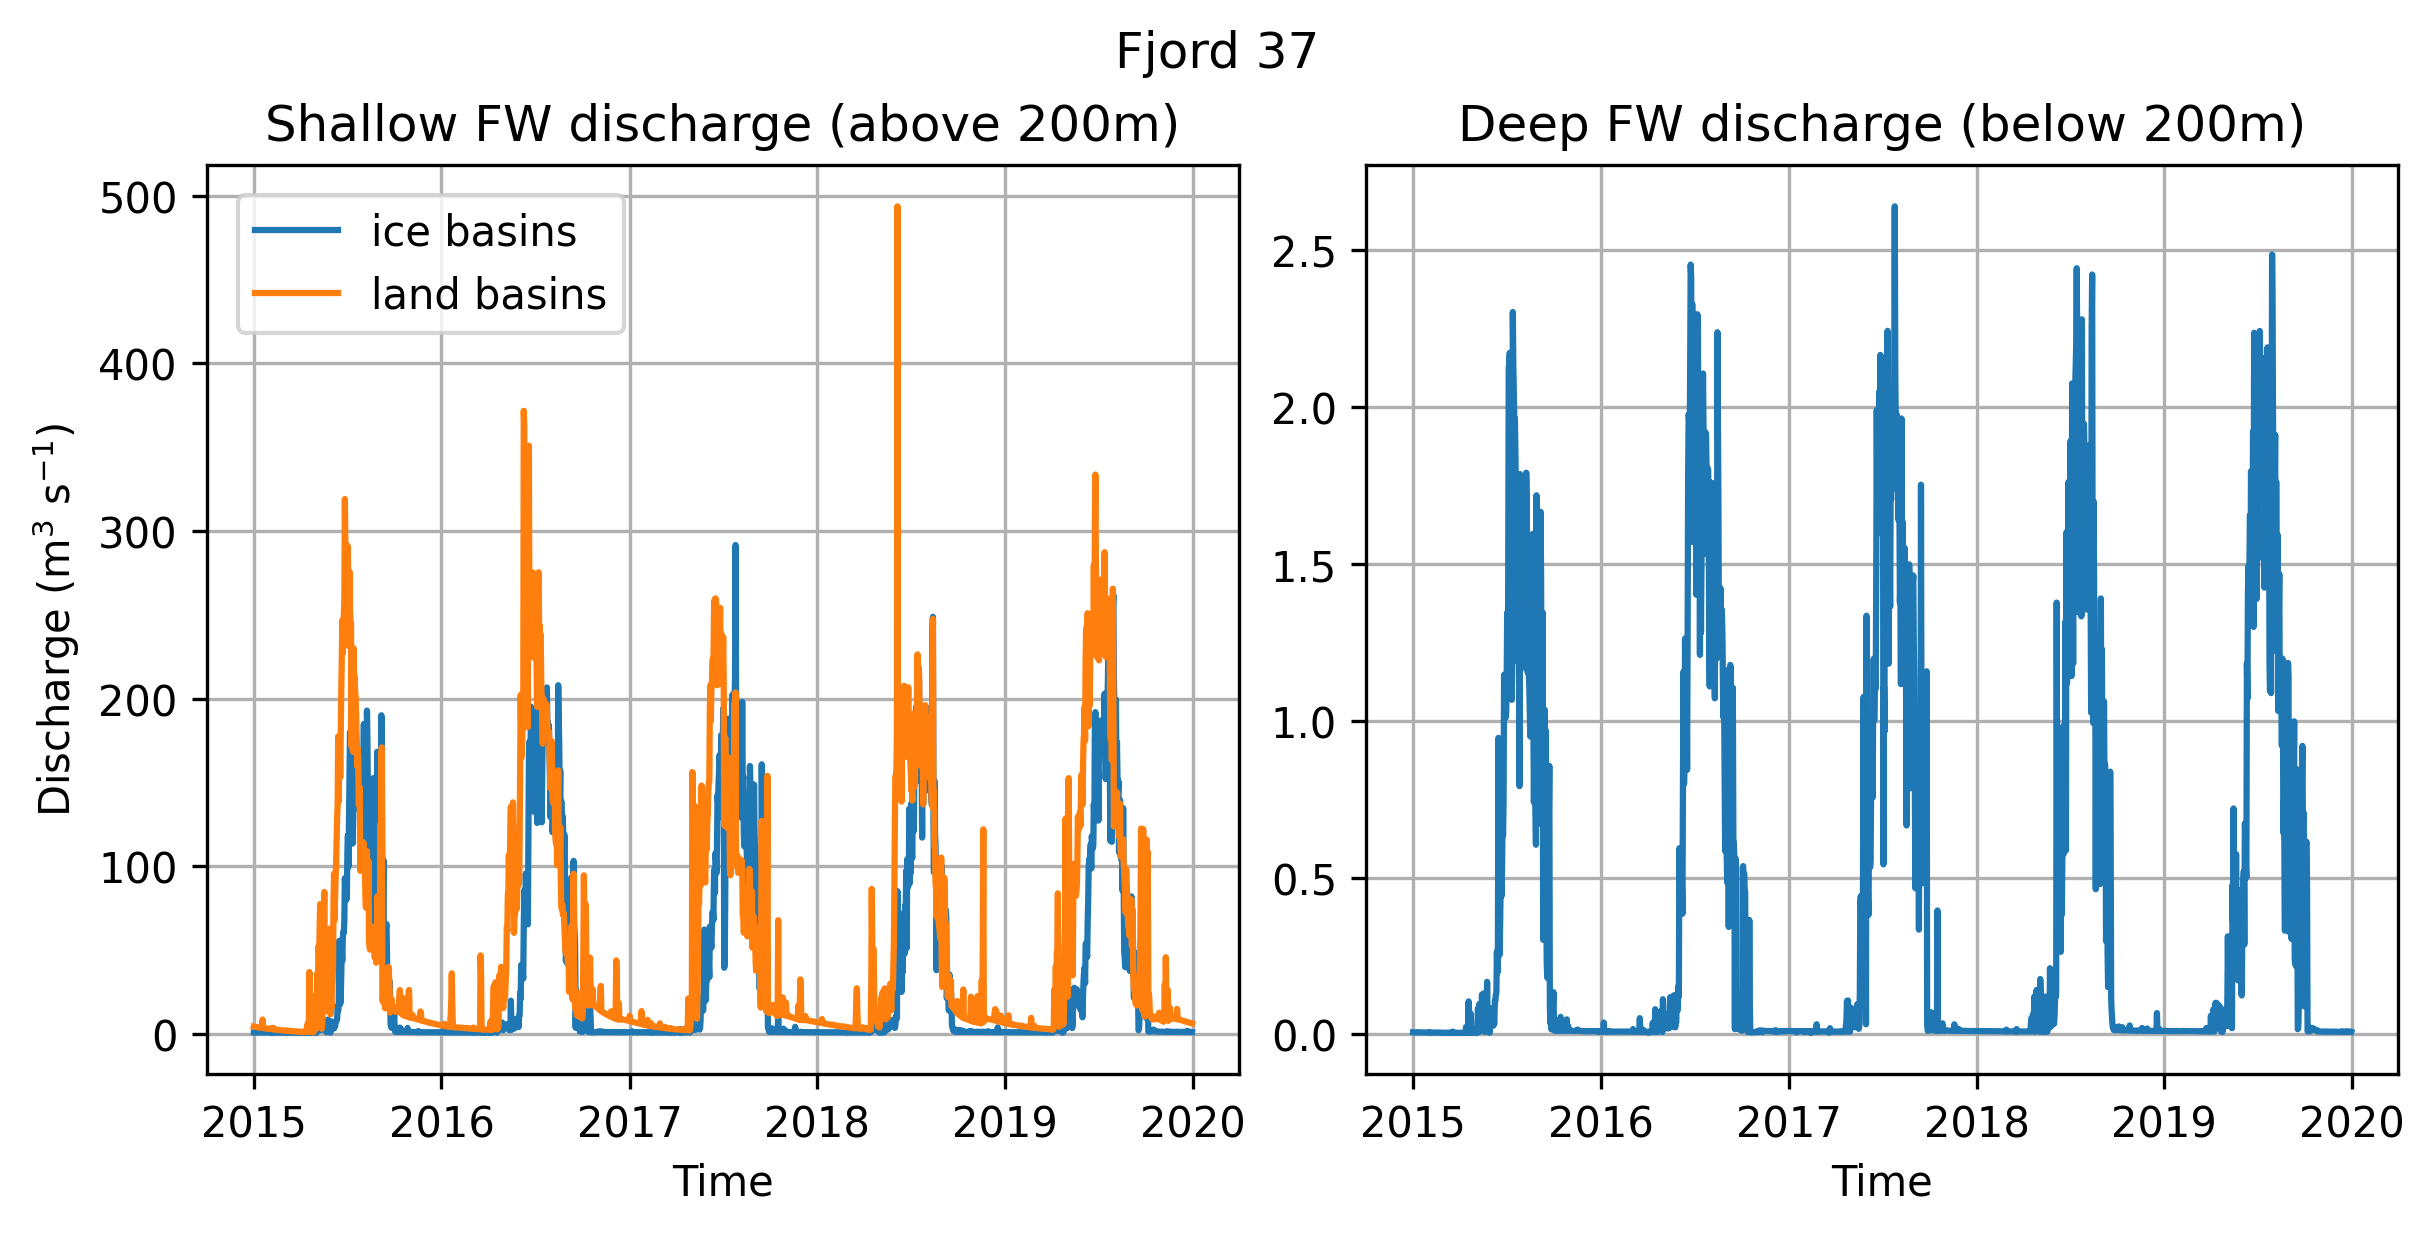 Fjord 37
Shallow FW discharge (above 200m)
Deep FW discharge (below 200m)
ice basins
land basins
Discharge (m³ s⁻¹)
500
400
300
200
100
0
2015 2016 2017 2018 2019 2020
Time
2.5
2.0
1.5
1.0
0.5
0.0
2015 2016 2017 2018 2019 2020
Time